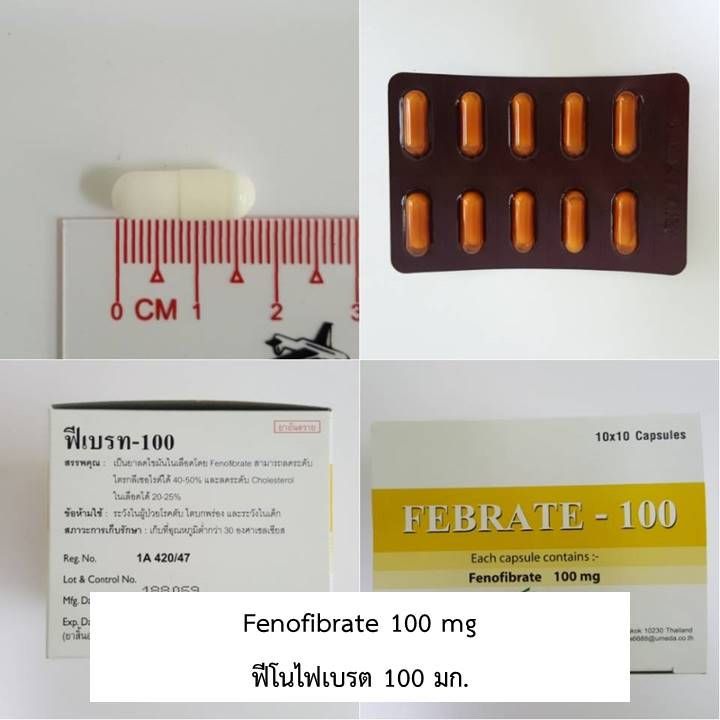 0 CM 1 2 3
ฟีเบรท-100
ยาอันตราย
สรรพคุณ : เป็นยาลดไขมันในเลือดโดย Fenofibrate สามารถลดระดับ
ไตรกลีเซอไรด์ได้ 40-50% และลดระดับ Cholesterol
ในเลือดได้ 20-25%
ข้อห้ามใช้ : ระวังในผู้ป่วยโรคตับ ไตบกพร่อง และระวังในเด็ก
สภาวะการเก็บรักษา : เก็บที่อุณหภูมิต่ำกว่า 30 องศาเซลเซียส
Reg. No. 1A 420/47
Lot & Control No.
Mfg. Da
Exp. Da
10x10 Capsules
FEBRATE - 100
Each capsule contains :-
Fenofibrate 100 mg
kok 10230 Thailand
a6688@umeda.co.th
Fenofibrate 100 mg
ฟีโนไฟเบรต 100 มก.